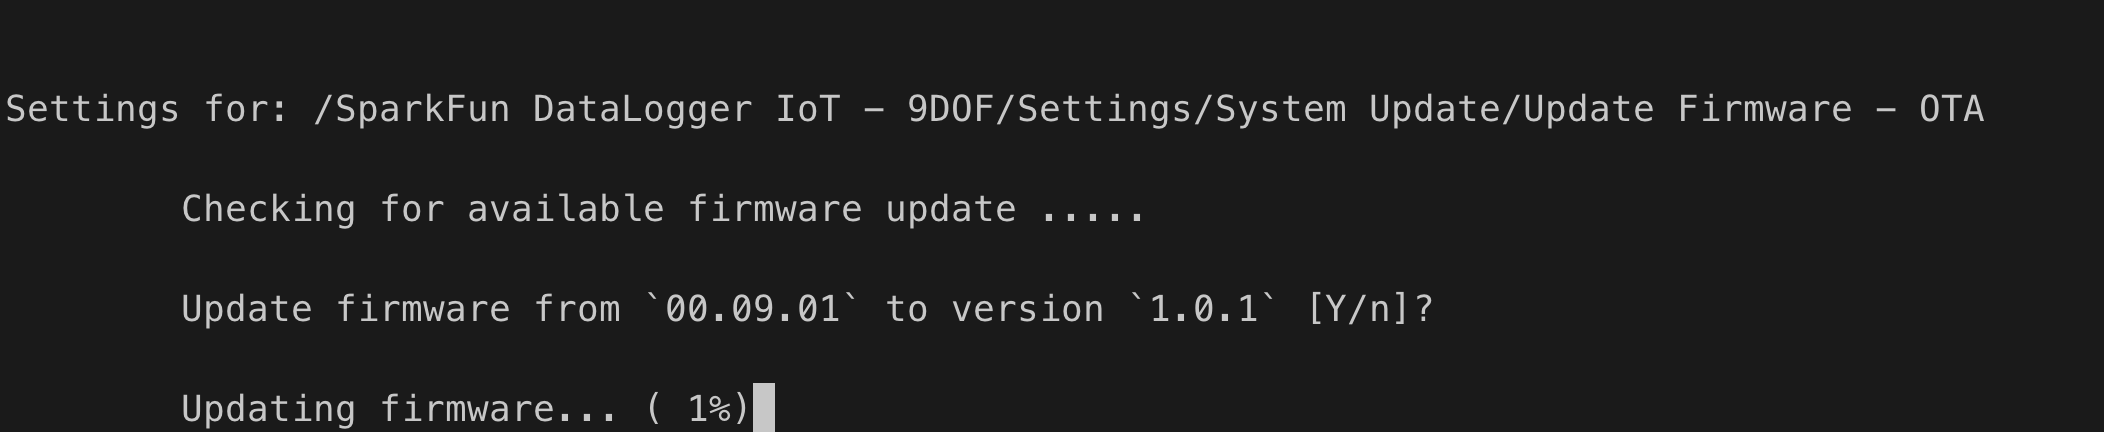 Settings for: /SparkFun DataLogger IoT – 9DOF/Settings/System Update/Update Firmware – OTA
Checking for available firmware update .....
Update firmware from `00.09.01` to version `1.0.1` [Y/n]?
Updating firmware... ( 1%)